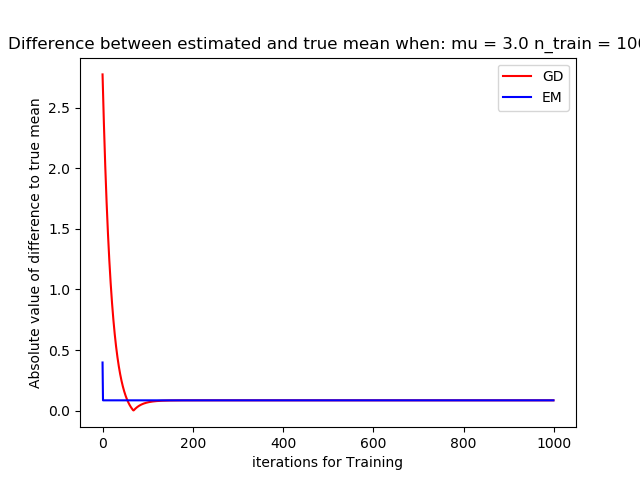 Difference between estimated and true mean when: mu = 3.0 n_train = 100
GD
EM
Absolute value of difference to true mean
2.5
2.0
1.5
1.0
0.5
0.0
0
200
400
600
800
1000
iterations for Training